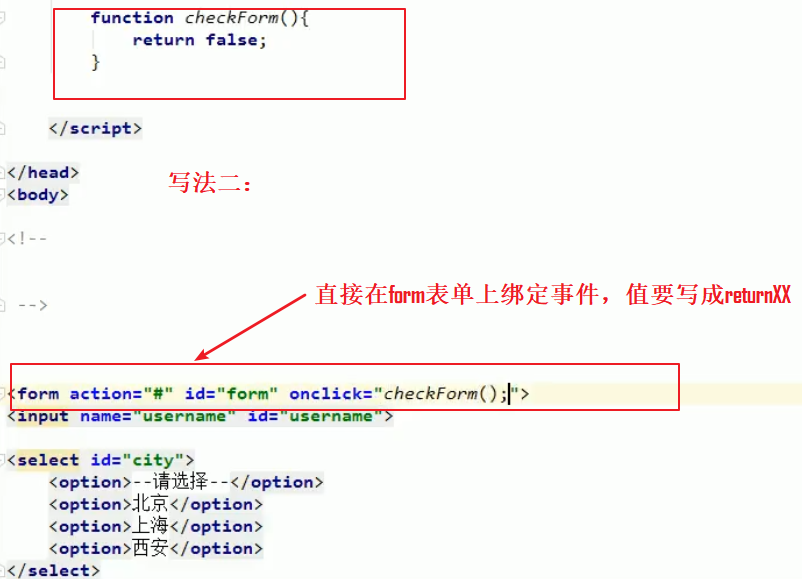 function checkForm(){
return false;
}
</script>
</head>
写法二：
<body>
<!--
-->
直接在form表单上绑定事件，值要写成returnXX
<form action="#" id="form" onclick="checkForm();">
<input name="username" id="username">
<select id="city">
<option>--请选择--</option>
<option>北京</option>
<option>上海</option>
<option>西安</option>
</select>